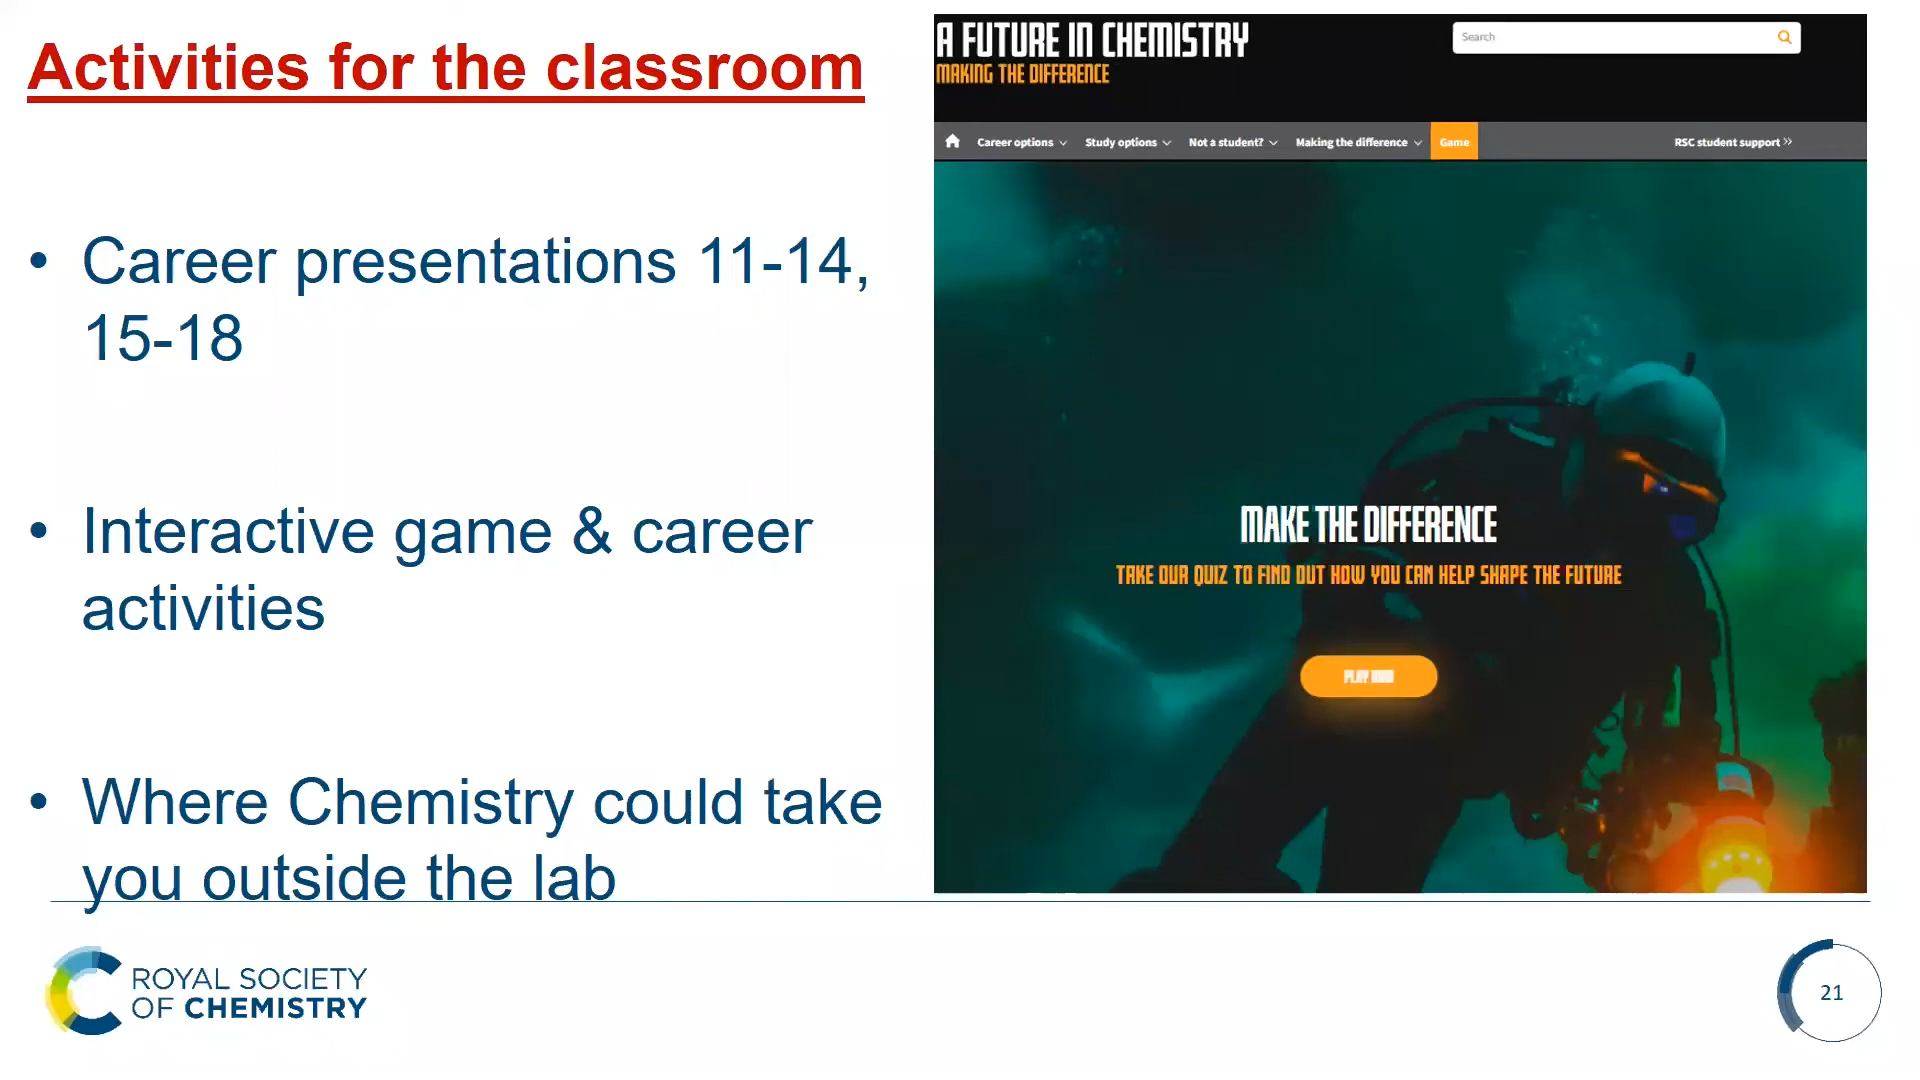 Activities for the classroom
• Career presentations 11-14,
15-18
• Interactive game & career
activities
• Where Chemistry could take
you outside the lab
A FUTURE IN CHEMISTRY
MAKING THE DIFFERENCE
Search
Career options
Study options
Not a student?
Making the difference
Game
RSC student support
MAKE THE DIFFERENCE
TAKE OUR QUIZ TO FIND OUT HOW YOU CAN HELP SHAPE THE FUTURE
PLAY NOW
ROYAL SOCIETY
OF CHEMISTRY
21